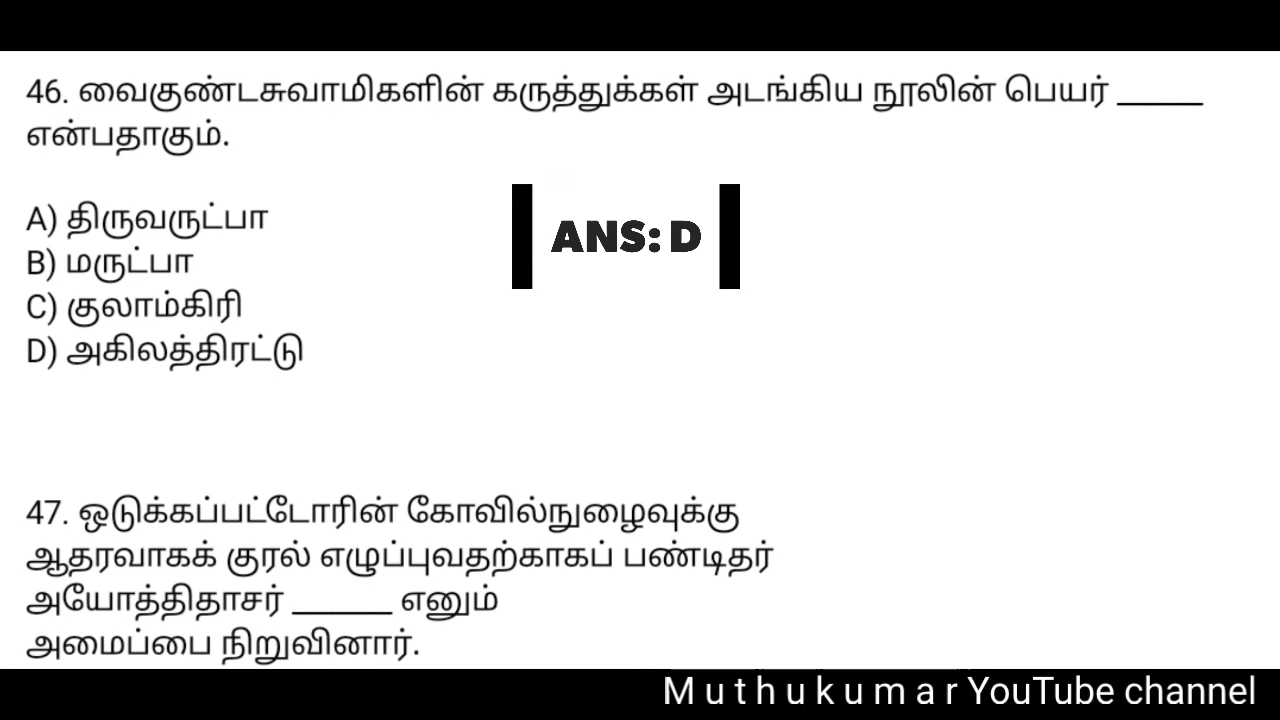 46. வைகுண்டசுவாமிகளின் கருத்துக்கள் அடங்கிய நூலின் பெயர் ______
என்பதாகும்.
A) திருவருட்பா
B) மருட்பா
C) குலாம்கிரி
D) அகிலத்திரட்டு
ANS: D
47. ஒடுக்கப்பட்டோரின் கோவில்நுழைவுக்கு
ஆதரவாகக் குரல் எழுப்புவதற்காகப் பண்டிதர்
அயோத்திதாசர் _______ எனும்
அமைப்பை நிறுவினார்.
M u t h u k u m a r YouTube channel